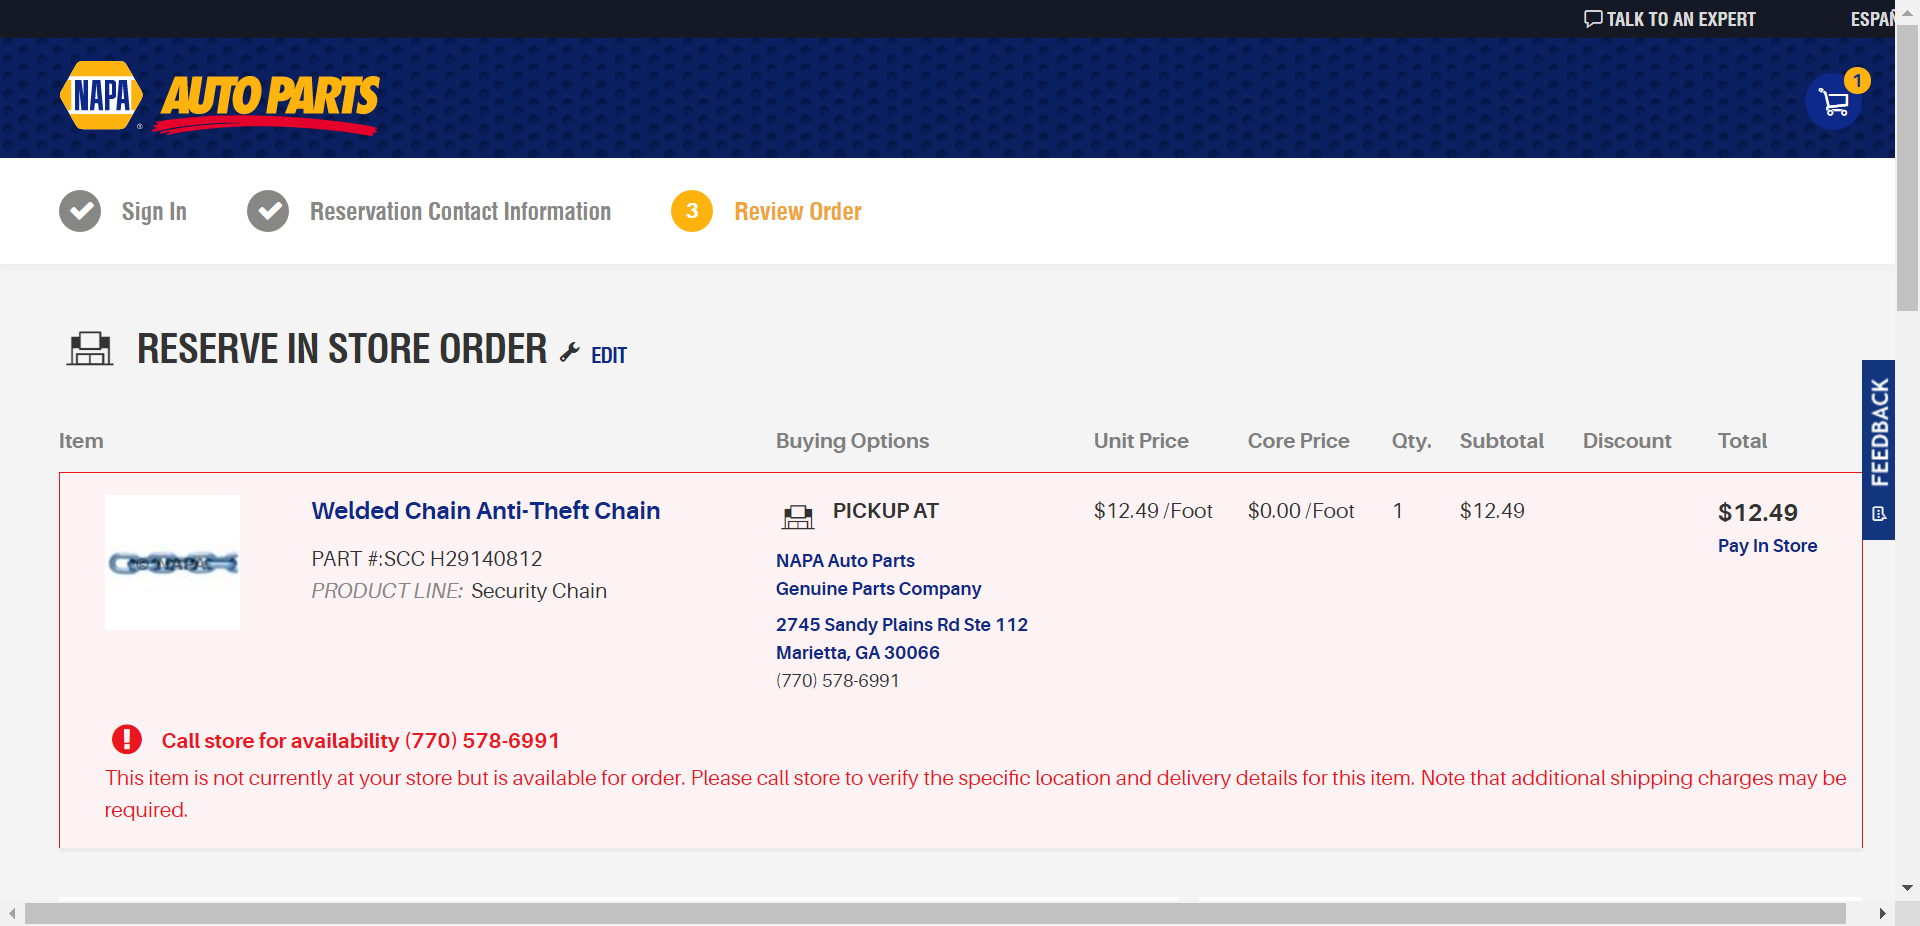 TALK TO AN EXPERT
NAPA AUTO PARTS
®
1
Sign In
Reservation Contact Information
3 Review Order
RESERVE IN STORE ORDER EDIT
FEEDBACK
Item Buying Options Unit Price Core Price Qty. Subtotal Discount Total
Welded Chain Anti-Theft Chain
PART #:SCC H29140812
PRODUCT LINE: Security Chain
© NAPA
PICKUP AT
NAPA Auto Parts
Genuine Parts Company
2745 Sandy Plains Rd Ste 112
Marietta, GA 30066
(770) 578-6991
$12.49 /Foot
$0.00 /Foot
1
$12.49
$12.49
Pay In Store
Call store for availability (770) 578-6991
This item is not currently at your store but is available for order. Please call store to verify the specific location and delivery details for this item. Note that additional shipping charges may be
required.